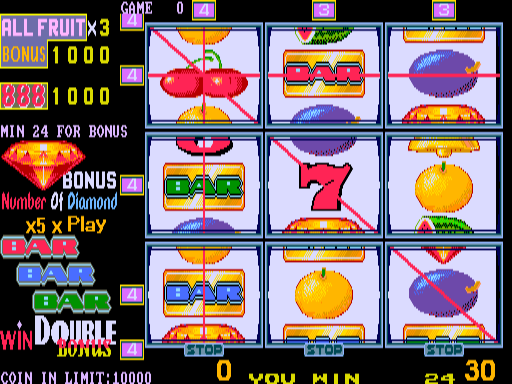 GAME 0 4 3 3
4
ALL FRUIT X3
BONUS 1000
4
BAR
888 1000
MIN 24 FOR BONUS
BONUS
4
BAR
7
Number Of Diamond
x5 x Play
BAR
BAR
BAR
4
BAR
WIN DOUBLE BONUS
4
STOP STOP STOP
COIN IN LIMIT:10000
0 YOU WIN 24 30